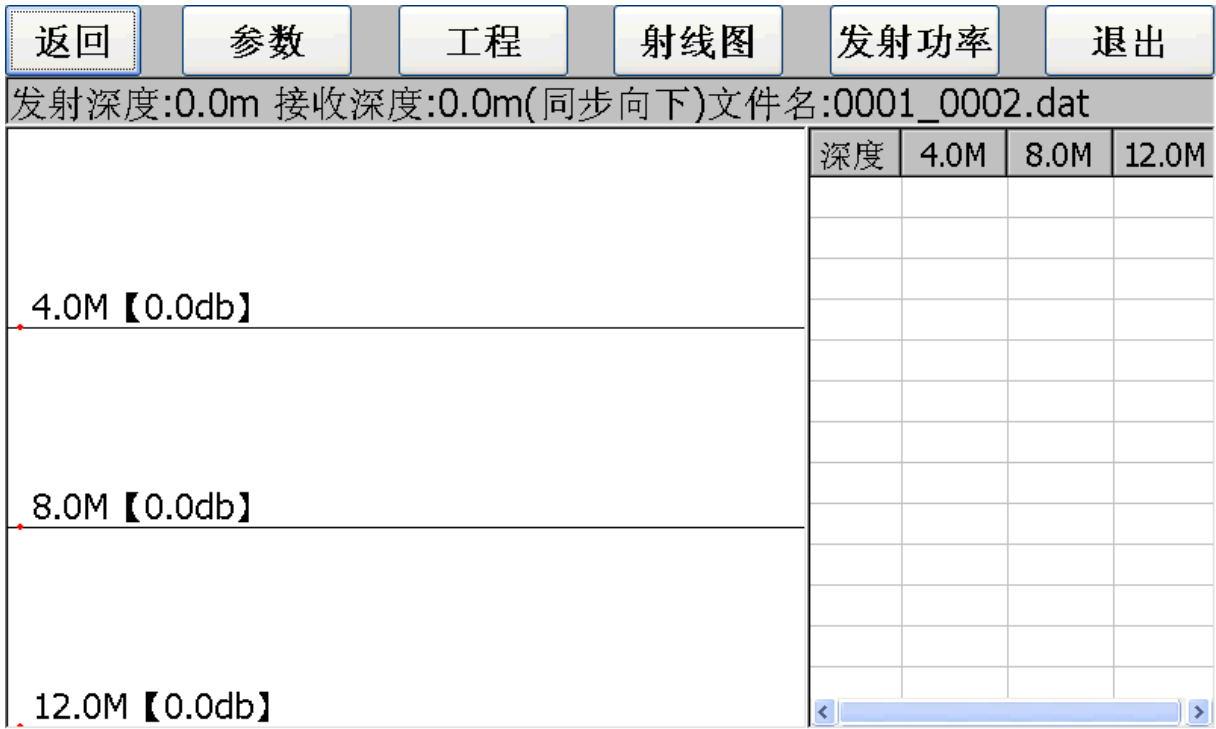 返回 参数 工程 射线图 发射功率 退出
发射深度:0.0m 接收深度:0.0m(同步向下)文件名:0001_0002.dat
深度 4.0M 8.0M 12.0M
4.0M【0.0db】
8.0M【0.0db】
12.0M【0.0db】